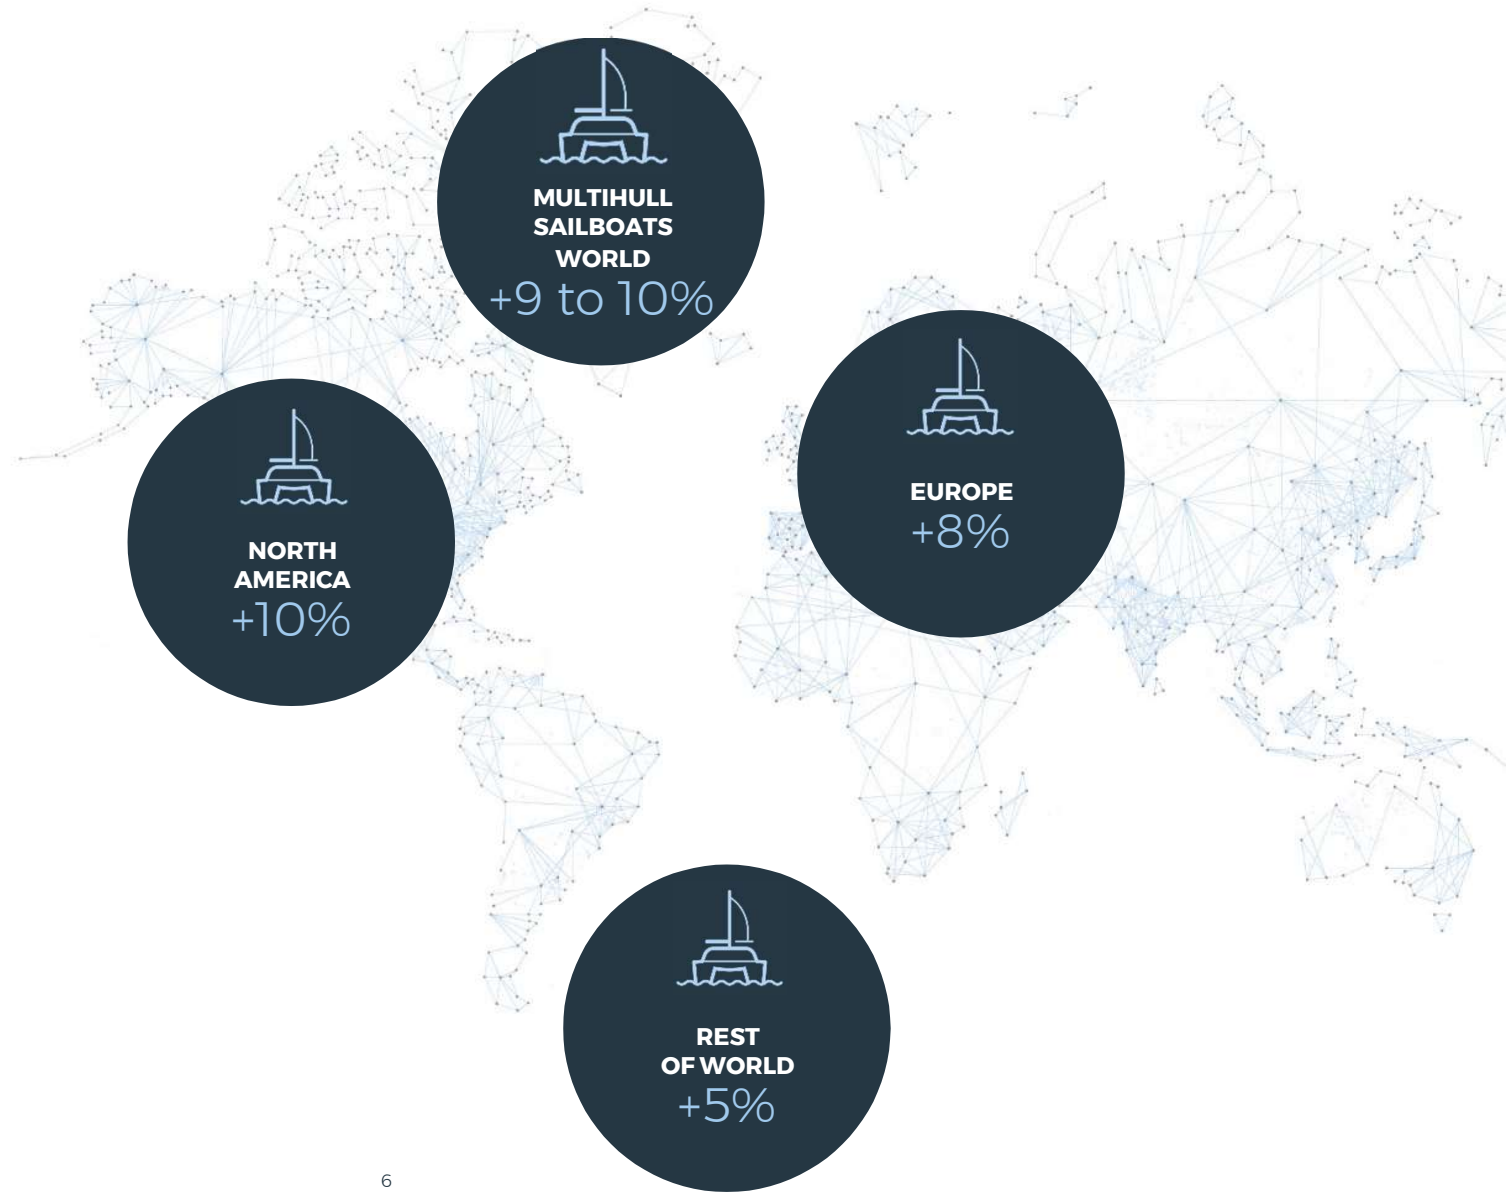 MULTIHULL
SAILBOATS
WORLD
+9 to 10%
EUROPE
+8%
NORTH
AMERICA
+10%
REST
OF WORLD
+5%
6